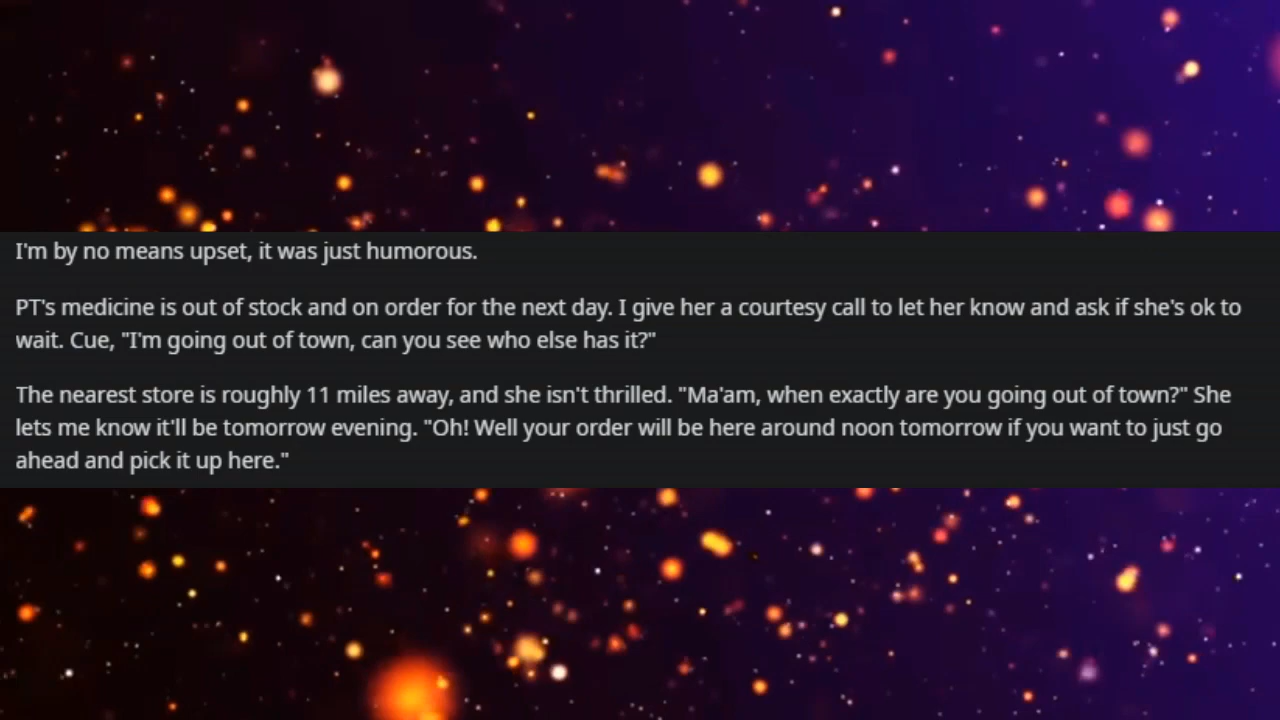 I'm by no means upset, it was just humorous.
PT's medicine is out of stock and on order for the next day. I give her a courtesy call to let her know and ask if she's ok to
wait. Cue, "I'm going out of town, can you see who else has it?"
The nearest store is roughly 11 miles away, and she isn't thrilled. "Ma'am, when exactly are you going out of town?" She
lets me know it'll be tomorrow evening. "Oh! Well your order will be here around noon tomorrow if you want to just go
ahead and pick it up here."